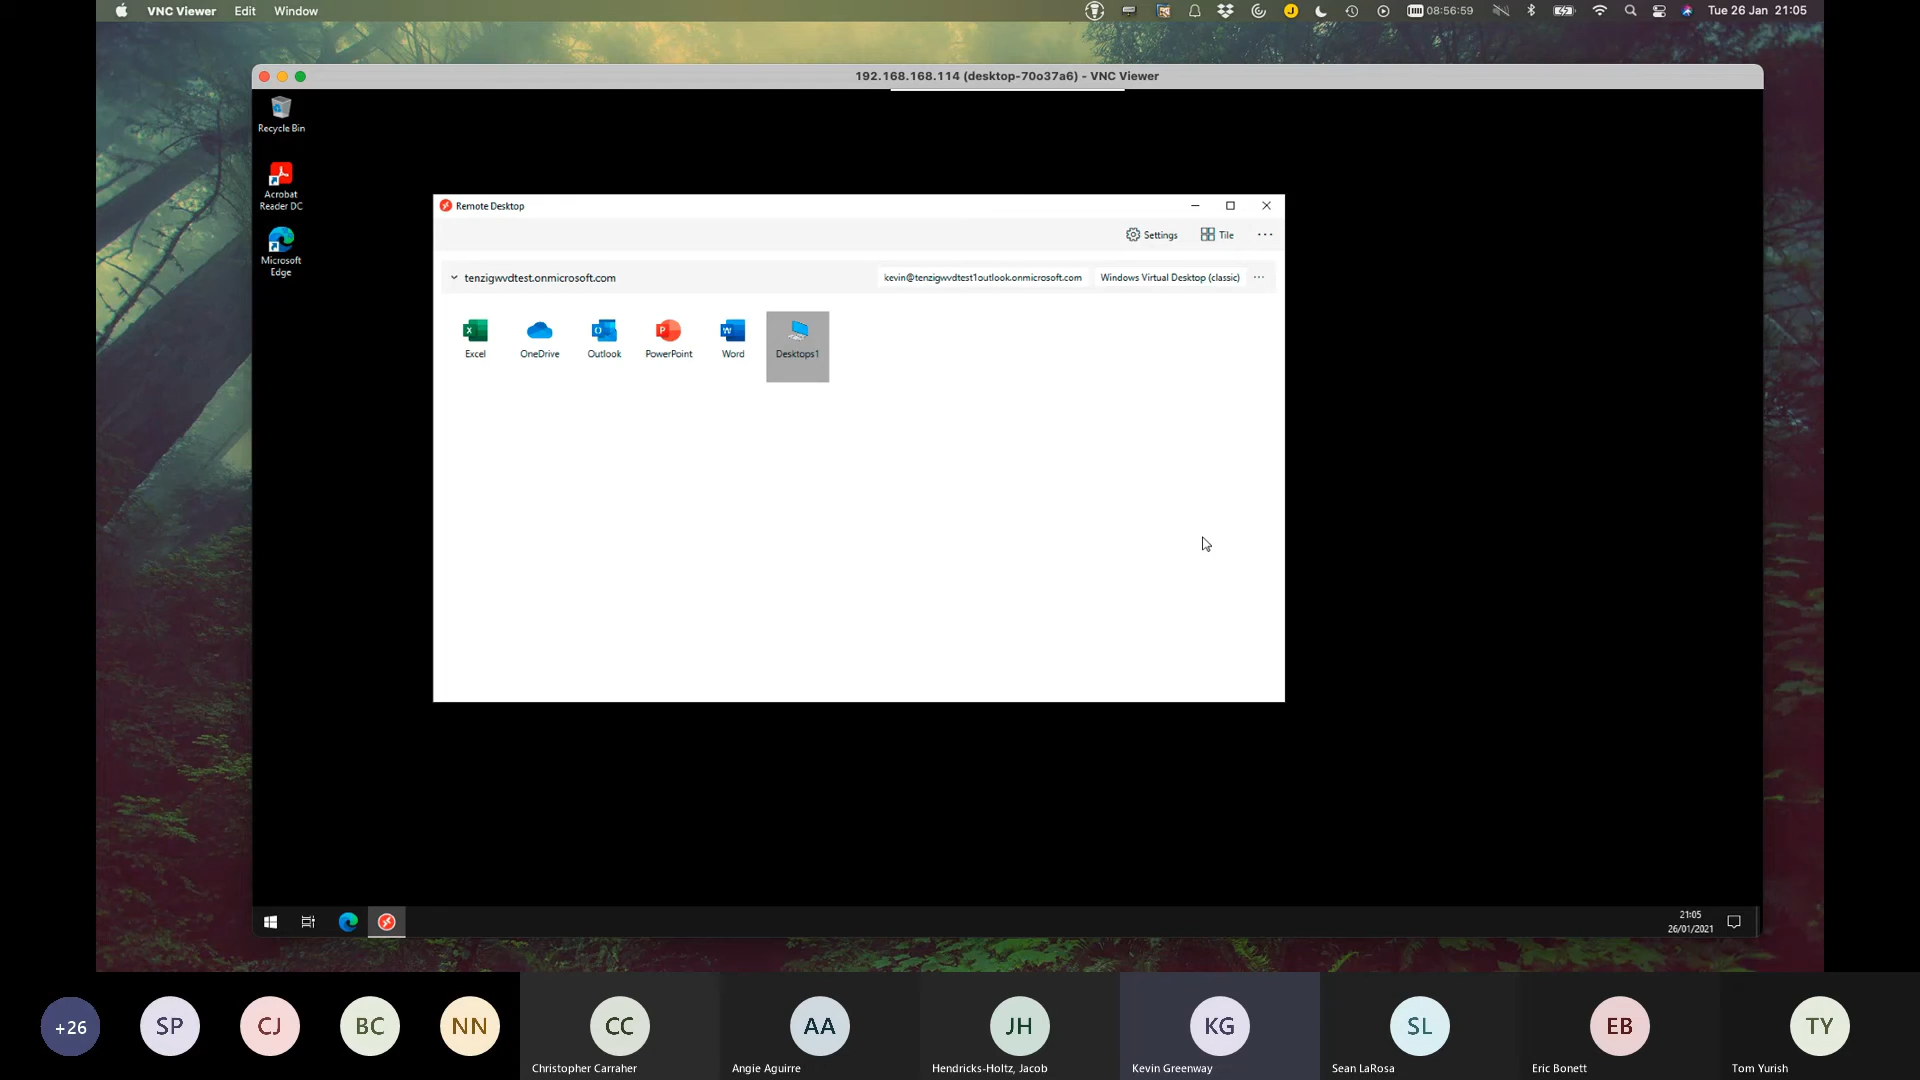 VNC Viewer Edit Window
08:56:59 Tue 26 Jan 21:05
192.168.168.114 (desktop-70o37a6) - VNC Viewer
Recycle Bin
Acrobat
Reader DC
Microsoft
Edge
Remote Desktop
Settings Tile
tenzigwvdtest.onmicrosoft.com kevin@tenzigwvdtest1outlook.onmicrosoft.com Windows Virtual Desktop (classic)
Excel OneDrive Outlook PowerPoint Word Desktops1
21:05
26/01/2021
+26 SP CJ BC NN CC AA JH KG SL EB TY
Christopher Carraher Angie Aguirre Hendricks-Holtz, Jacob Kevin Greenway Sean LaRosa Eric Bonett Tom Yurish